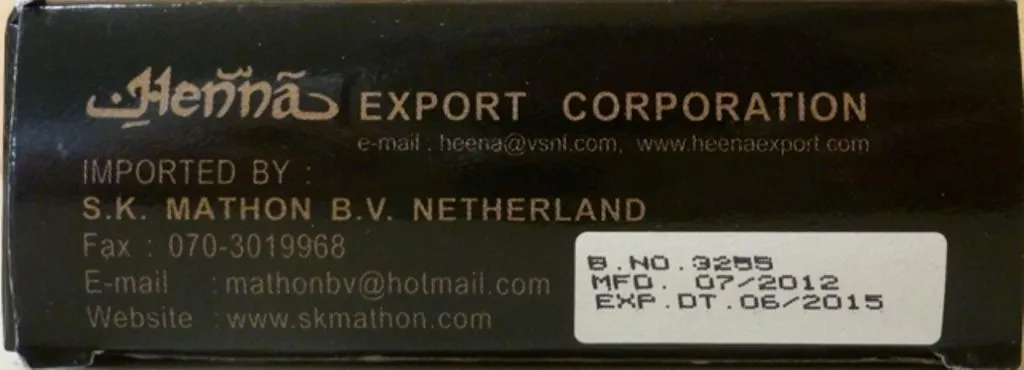 Henna EXPORT CORPORATION
e-mail : heena@vsnl.com, www.heenaexport.com
IMPORTED BY :
S.K. MATHON B.V. NETHERLAND
Fax : 070-3019968
E-mail : mathonbv@hotmail.com
Website : www.skmathon.com
B.NO.3255
MFD. 07/2012
EXP.DT.06/2015